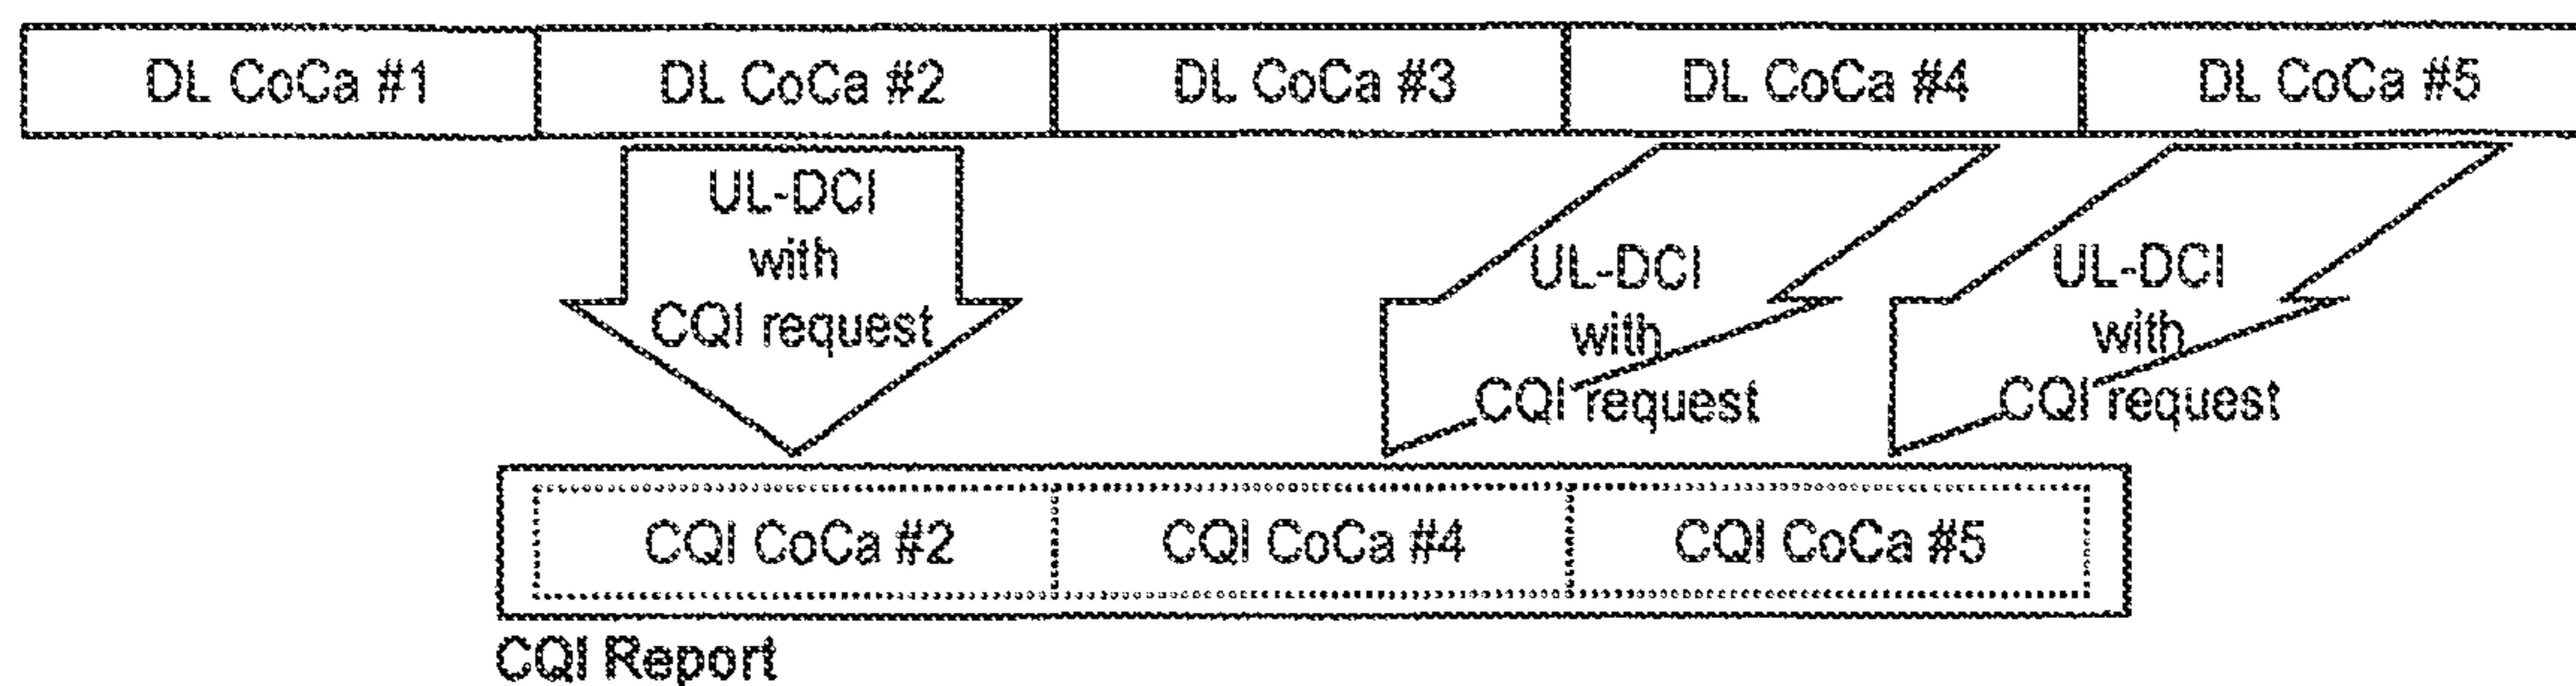 DL CoCa #1
DL CoCa #2
DL CoCa #3
DL CoCa #4
DL CoCa #5
UL-DCI
with
CQI request
UL-DCI
with
CQI request
UL-DCI
with
CQI request
CQI CoCa #2
CQI CoCa #4
CQI CoCa #5
CQI Report